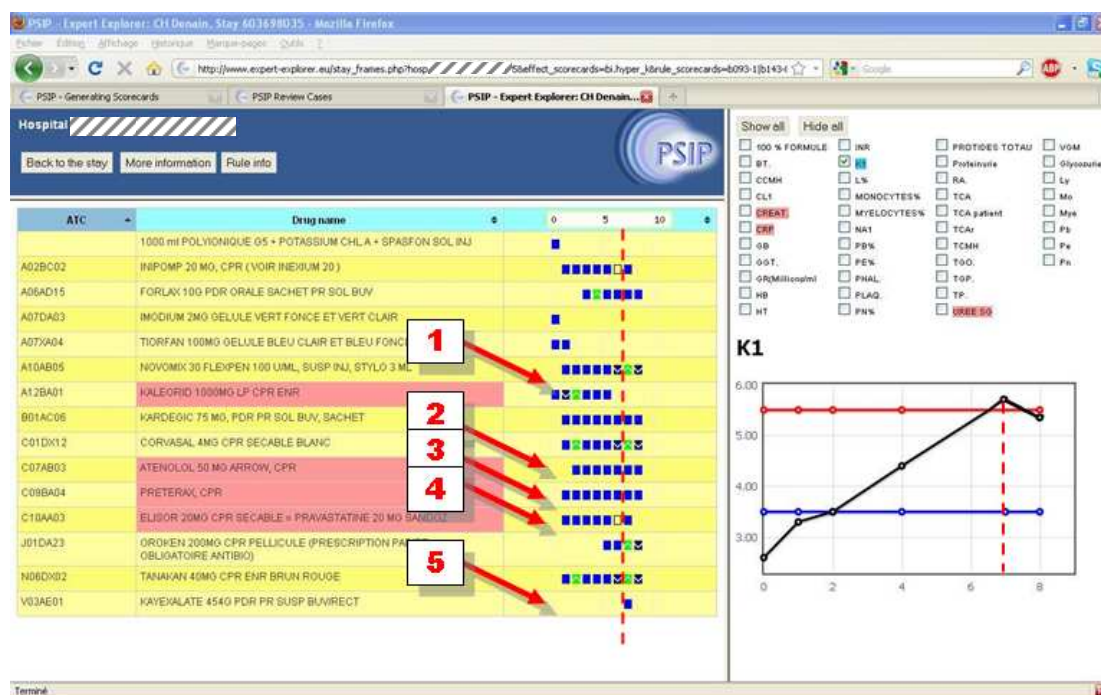 PSIP - Expert Explorer: CH Denain, Stay 603698035 - Mozilla Firefox
Fichier Édition Affichage Historique Marque-pages Outils ?
http://www.expert-explorer.eu/stay_frames.php?hosp
Google
ABP
PSIP - Generating Scorecards
PSIP Review Cases
PSIP - Expert Explorer: CH Denain...
Hospital
Back to the stay More information Rule info
PSIP
ATC Drug name 0 5 10
1000 ml POLYIONIQUE G5 + POTASSIUM CHL A + SPASFON SOL INJ
A02BC02 INIPOMP 20 MG, CPR ( VOIR INEXIUM 20 )
A06AD15 FORLAX 10G PDR ORALE SACHET PR SOL BUV
A07DA03 IMODIUM 2MG GELULE VERT FONCE ET VERT CLAIR
A07XA04 TIORFAN 100MG GELULE BLEU CLAIR ET BLEU FONC
A10AB05 NOVOMIX 30 FLEXPEN 100 U/ML, SUSP INJ, STYLO 3 ML
A12BA01 KALEORID 1000MG LP CPR ENR
B01AC06 KARDEGIC 75 MG, PDR PR SOL BUV, SACHET
C01DX12 CORVASAL 4MG CPR SECABLE BLANC
C07AB03 ATENOLOL 50 MG ARROW, CPR
C09BA04 PRETERAX, CPR
C10AA03 ELISOR 20MG CPR SECABLE = PRAVASTATINE 20 MG SANDOZ
J01DA23 OROKEN 200MG CPR PELLICULE (PRESCRIPTION
OBLIGATOIRE ANTIBIO)
N06DX02 TANAKAN 40MG CPR ENR BRUN ROUGE
V03AE01 KAYEXALATE 454G PDR PR SUSP BUV/RECT
1
2
3
4
5
Show all Hide all
100 % FORMULE INR PROTIDES TOTAU VGM
BT. K1 Proteinurie Glycosurie
CCMH L% RA. Ly
CL1 MONOCYTES% TCA Mo
CREAT. MYELOCYTES% TCA patient Mye
CRP NA1 TCAr Pb
GB PB% TCMH Pe
GGT. PE% TGO. Pn
GR(Millions/ml) PHAL. TGP.
HB PLAQ. TP.
HT PN% UREE SG
K1
6.00
5.00
4.00
3.00
0 2 4 6 8
Terminé